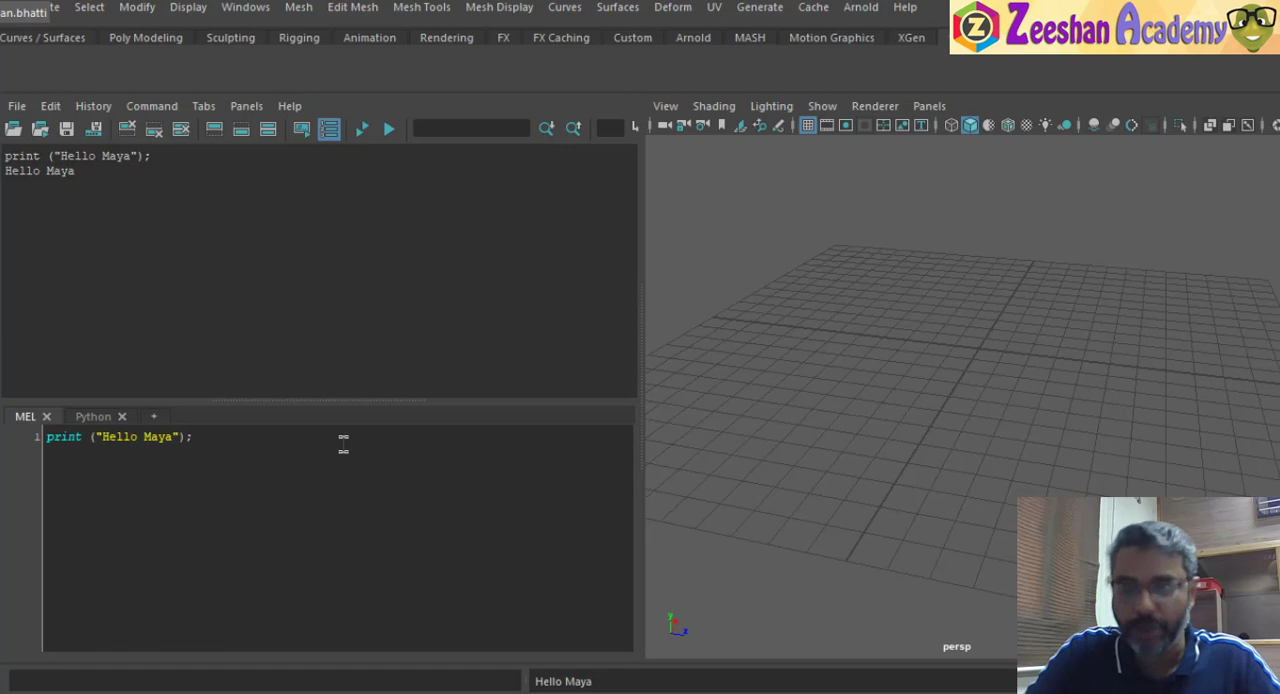 an.bhatti
Select Modify Display Windows Mesh Edit Mesh Mesh Tools Mesh Display Curves Surfaces Deform UV Generate Cache Arnold Help
Zeeshan Academy
Curves / Surfaces Poly Modeling Sculpting Rigging Animation Rendering FX FX Caching Custom Arnold MASH Motion Graphics XGen
File Edit History Command Tabs Panels Help
View Shading Lighting Show Renderer Panels
print ("Hello Maya");
Hello Maya
MEL Python +
1 print ("Hello Maya");
y
z
persp
Hello Maya